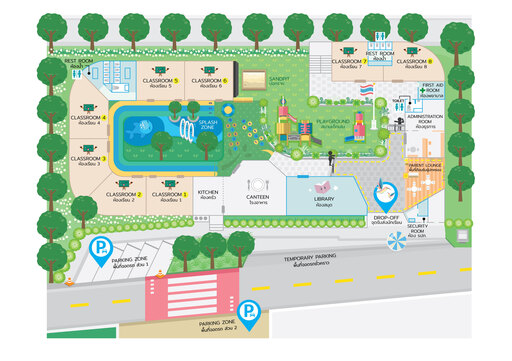 REST ROOM
ห้องน้ำ
CLASSROOM 5
ห้องเรียน 5
CLASSROOM 6
ห้องเรียน 6
SANDPIT
บ่อทราย
REST ROOM
ห้องน้ำ
CLASSROOM 7
ห้องเรียน 7
CLASSROOM 8
ห้องเรียน 8
FIRST AID
ROOM
ห้องพยาบาล
TOILET
CLASSROOM 4
ห้องเรียน 4
SPLASH
ZONE
PLAYGROUND
สนามเด็กเล่น
ADMINISTRATION
ROOM
ห้องธุรการ
CLASSROOM 3
ห้องเรียน 3
PARENT LOUNGE
CLASSROOM 2
ห้องเรียน 2
CLASSROOM 1
ห้องเรียน 1
KITCHEN
ห้องครัว
CANTEEN
โรงอาหาร
LIBRARY
ห้องสมุด
DROP-OFF
จุดรับส่งนักเรียน
SECURITY
ROOM
ห้อง รปภ.
P
PARKING ZONE
พื้นที่จอดรถ ส่วน 1
TEMPORARY PARKING
พื้นที่จอดรถชั่วคราว
P
PARKING ZONE
พื้นที่จอดรถ ส่วน 2